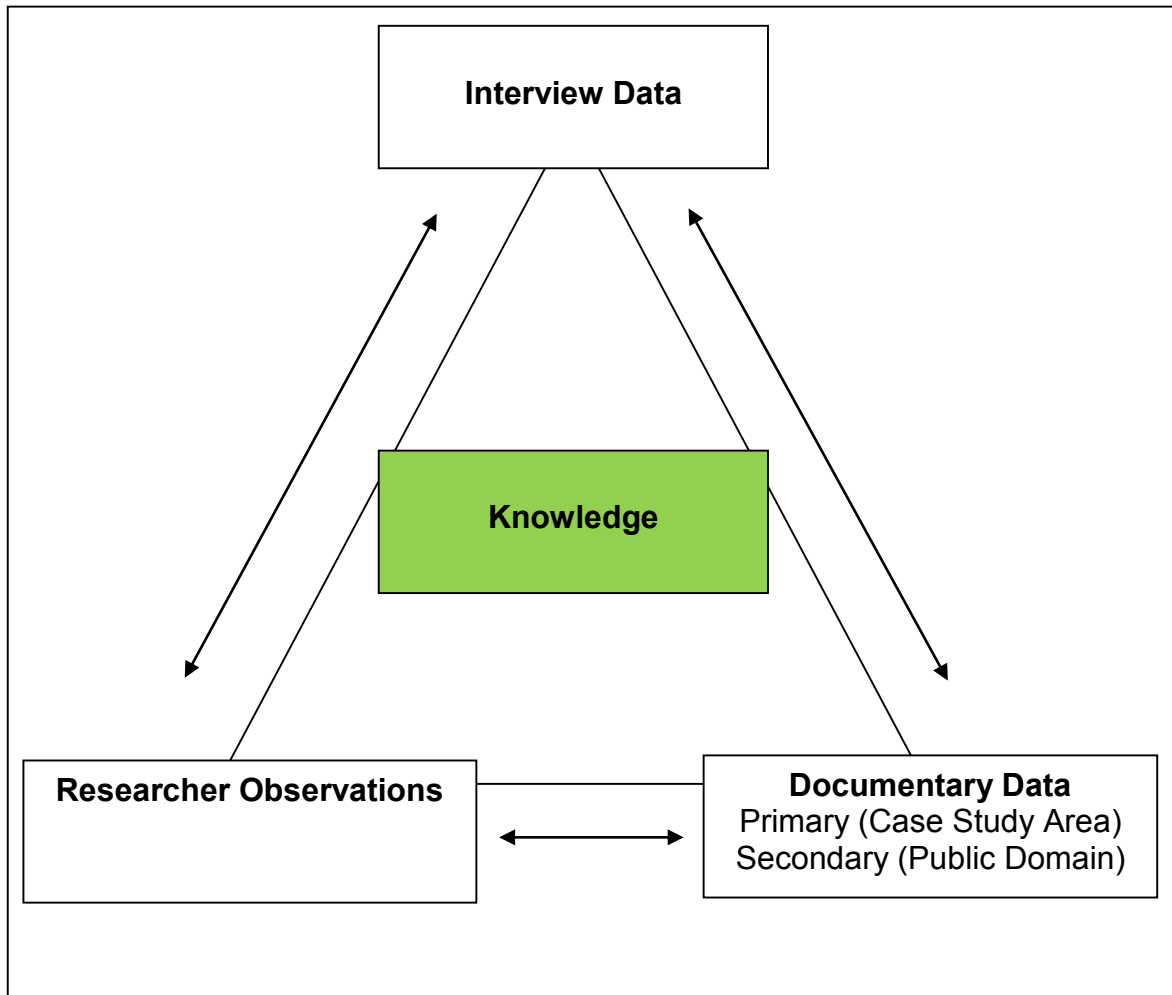 Interview Data
Knowledge
Researcher Observations
Documentary Data
Primary (Case Study Area)
Secondary (Public Domain)